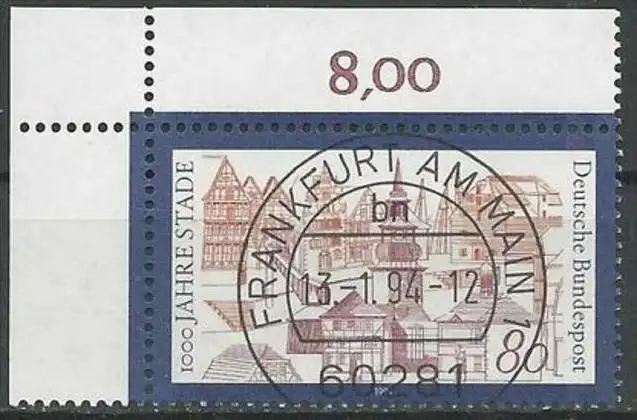 8,00
1000 JAHRE STADE
Deutsche Bundespost
80
FRANKFURT AM MAIN 1
bn
13.-1.94-12
60281